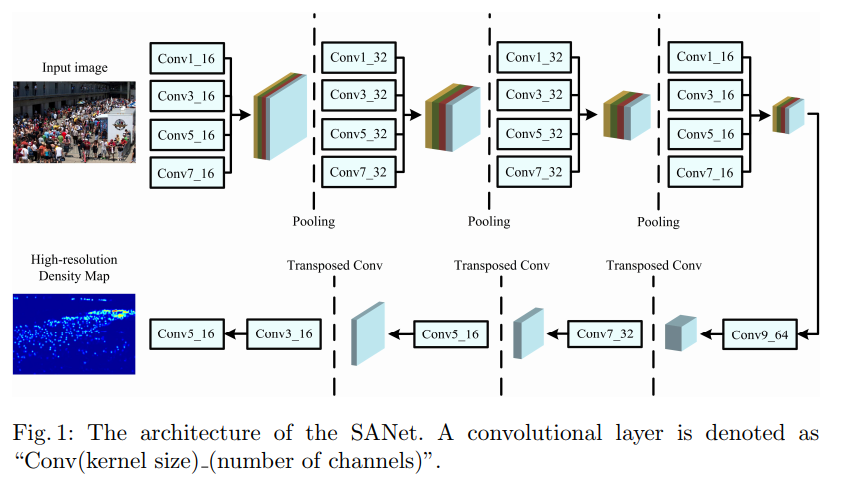 Input image
Conv1_16
Conv3_16
Conv5_16
Conv7_16
Conv1_32
Conv3_32
Conv5_32
Conv7_32
Conv1_32
Conv3_32
Conv5_32
Conv7_32
Conv1_16
Conv3_16
Conv5_16
Conv7_16
Pooling
Pooling
Pooling
High-resolution
Density Map
Transposed Conv
Transposed Conv
Transposed Conv
Conv5_16
Conv3_16
Conv5_16
Conv7_32
Conv9_64
Fig. 1: The architecture of the SANet. A convolutional layer is denoted as
“Conv(kernel size)_(number of channels)”.